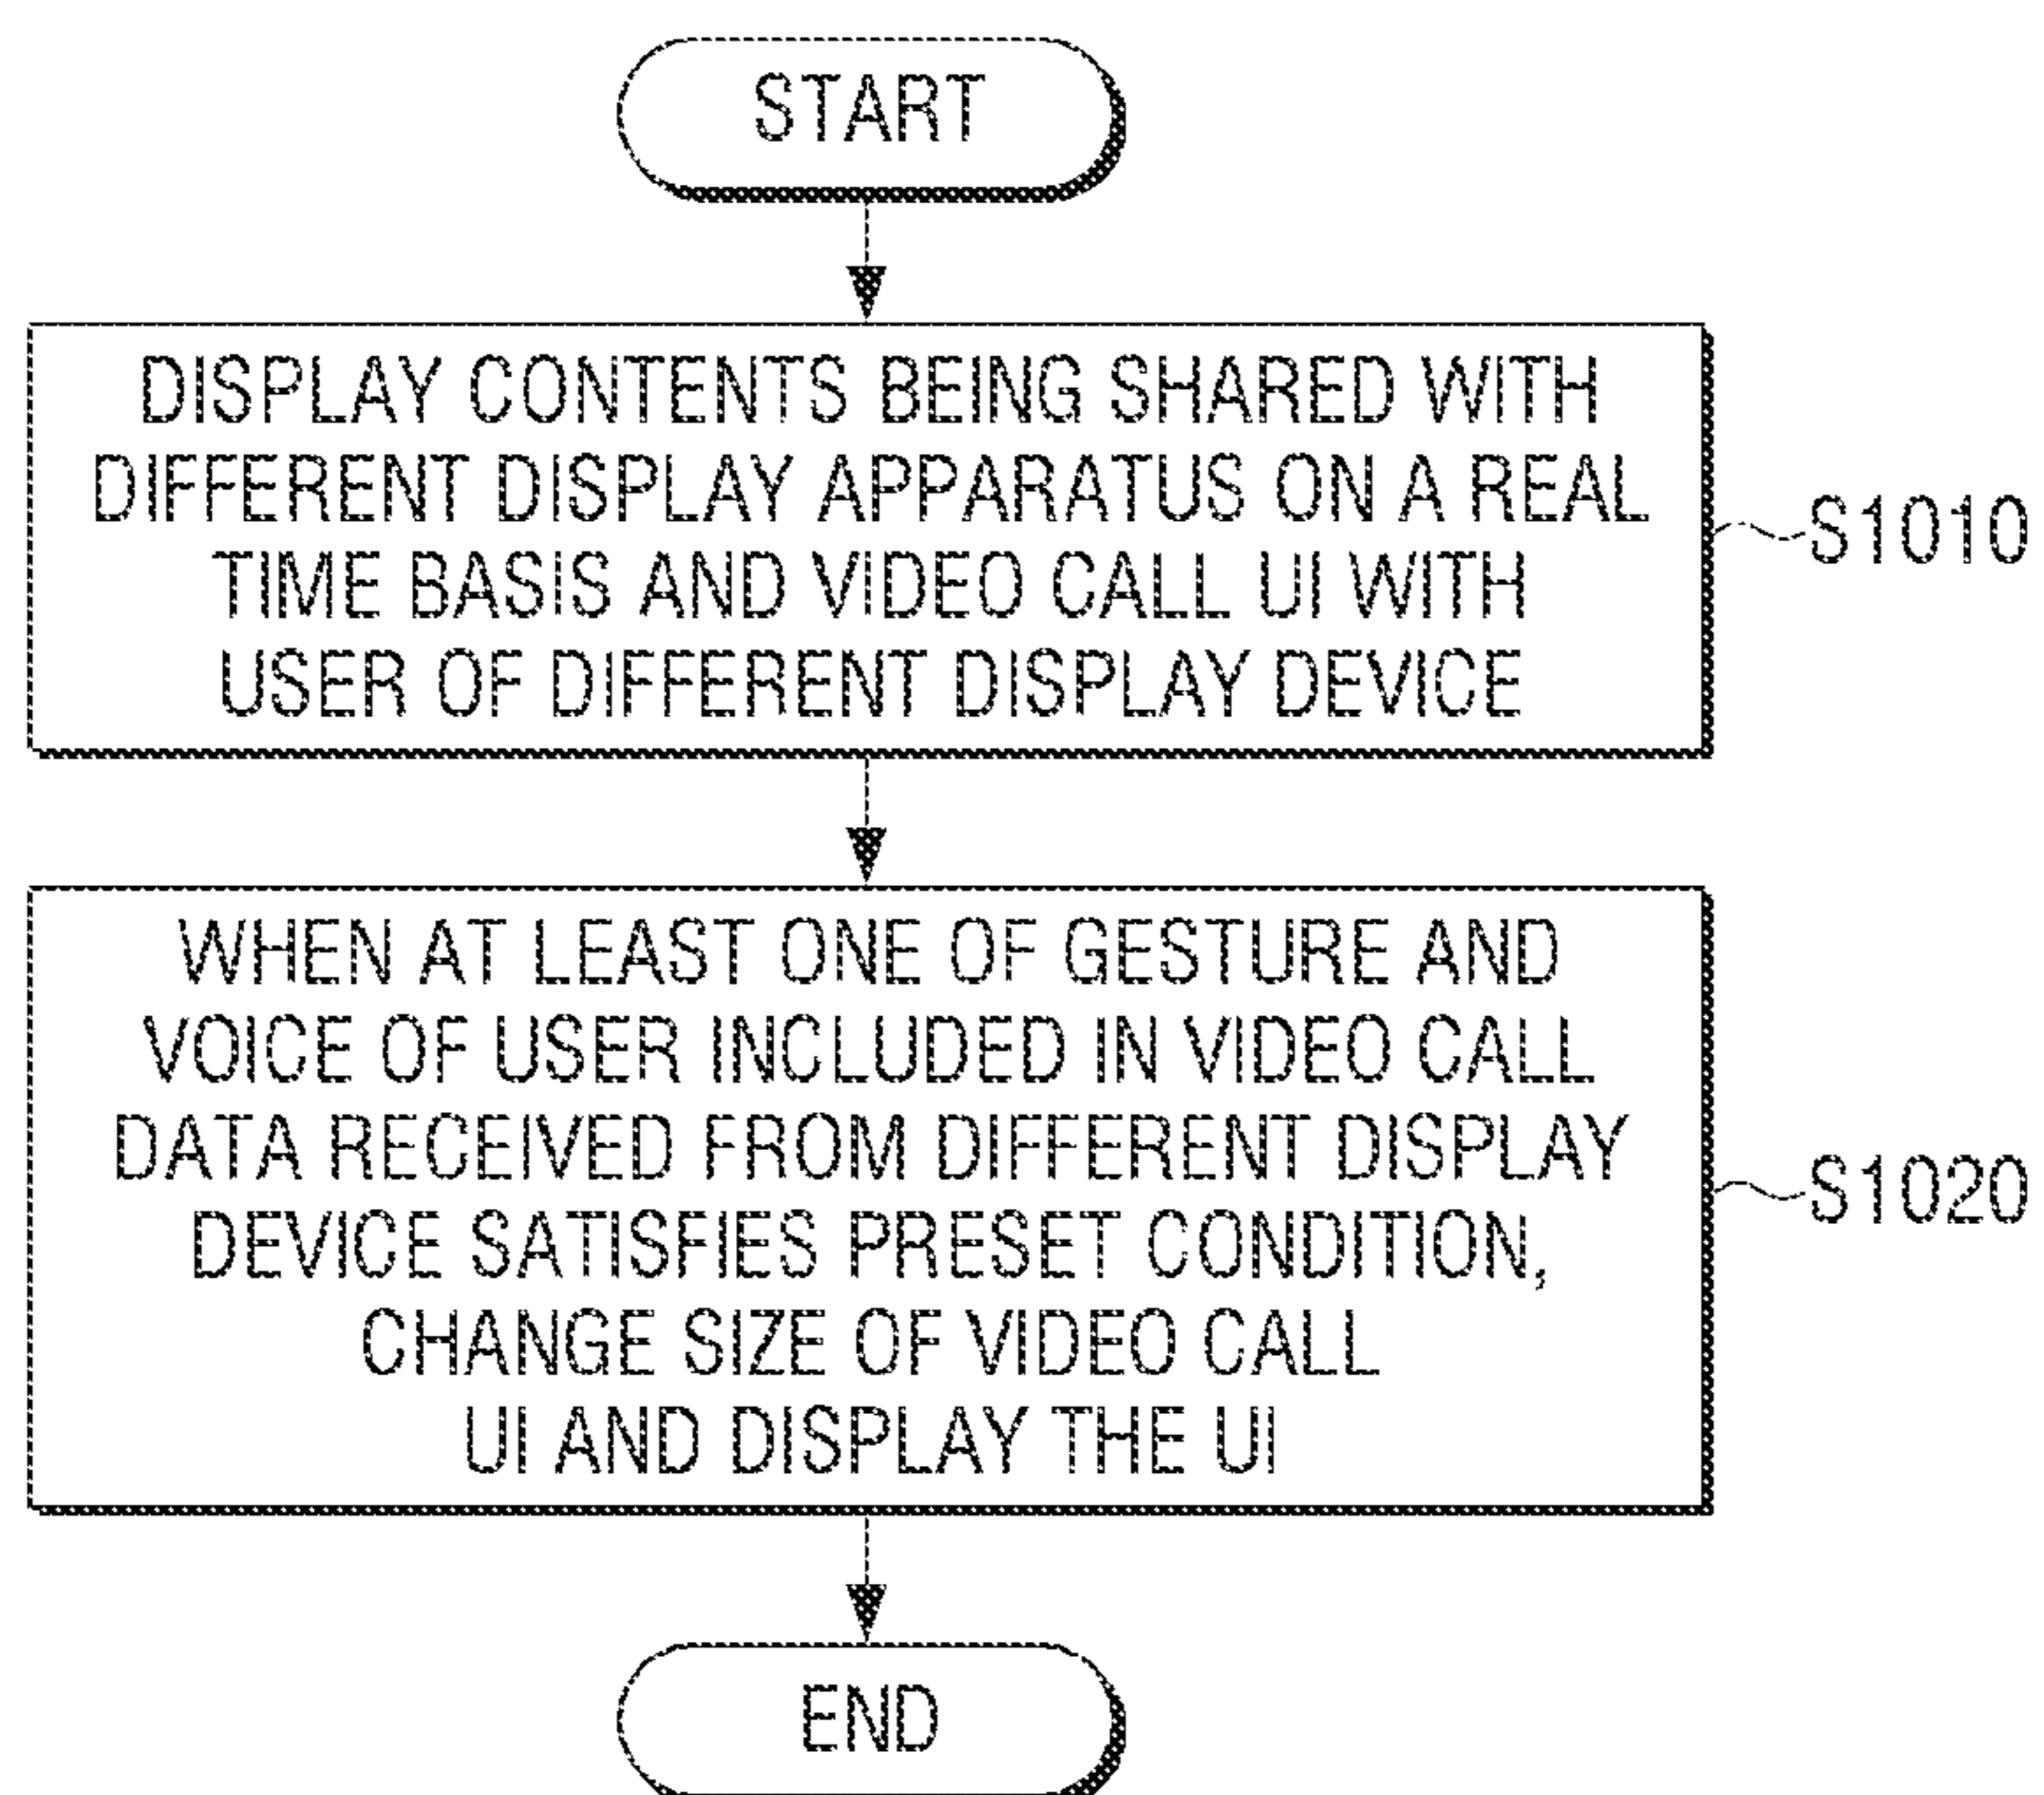 START
DISPLAY CONTENTS BEING SHARED WITH
DIFFERENT DISPLAY APPARATUS ON A REAL
TIME BASIS AND VIDEO CALL UI WITH
USER OF DIFFERENT DISPLAY DEVICE
S1010
WHEN AT LEAST ONE OF GESTURE AND
VOICE OF USER INCLUDED IN VIDEO CALL
DATA RECEIVED FROM DIFFERENT DISPLAY
DEVICE SATISFIES PRESET CONDITION,
CHANGE SIZE OF VIDEO CALL
UI AND DISPLAY THE UI
S1020
END